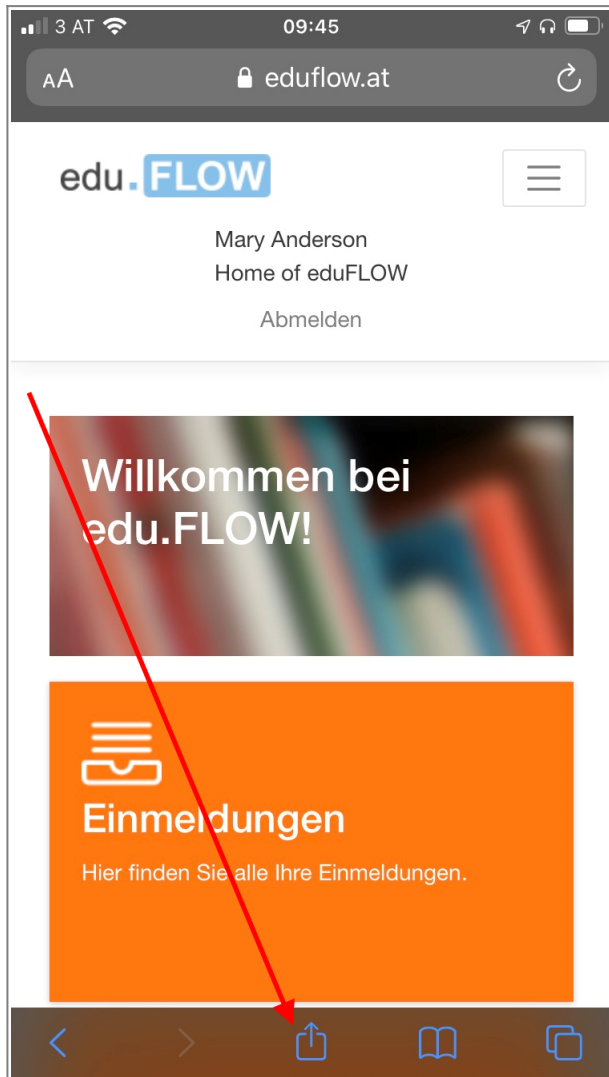 3 AT 09:45
AA eduflow.at
edu.FLOW
Mary Anderson
Home of eduFLOW
Abmelden
Willkommen bei
edu.FLOW!
Einmeldungen
Hier finden Sie alle Ihre Einmeldungen.